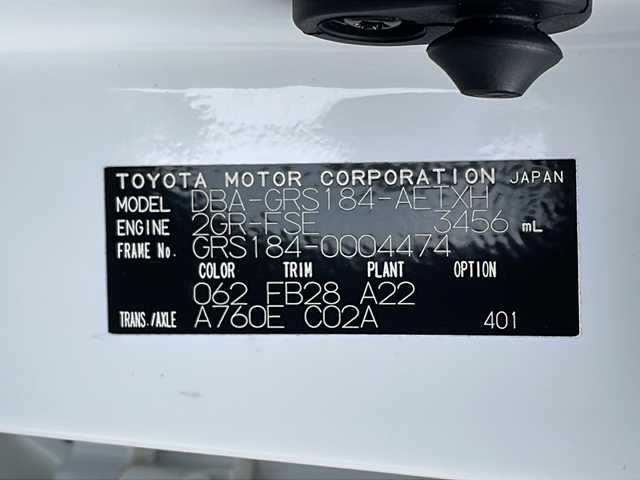 TOYOTA MOTOR CORPORATION JAPAN
MODEL DBA-GRS184-AETXH
ENGINE 2GR-FSE 3456 mL
FRAME No. GRS184-0004474
COLOR TRIM PLANT OPTION
062 FB28 A22
TRANS./AXLE A760E C02A 401